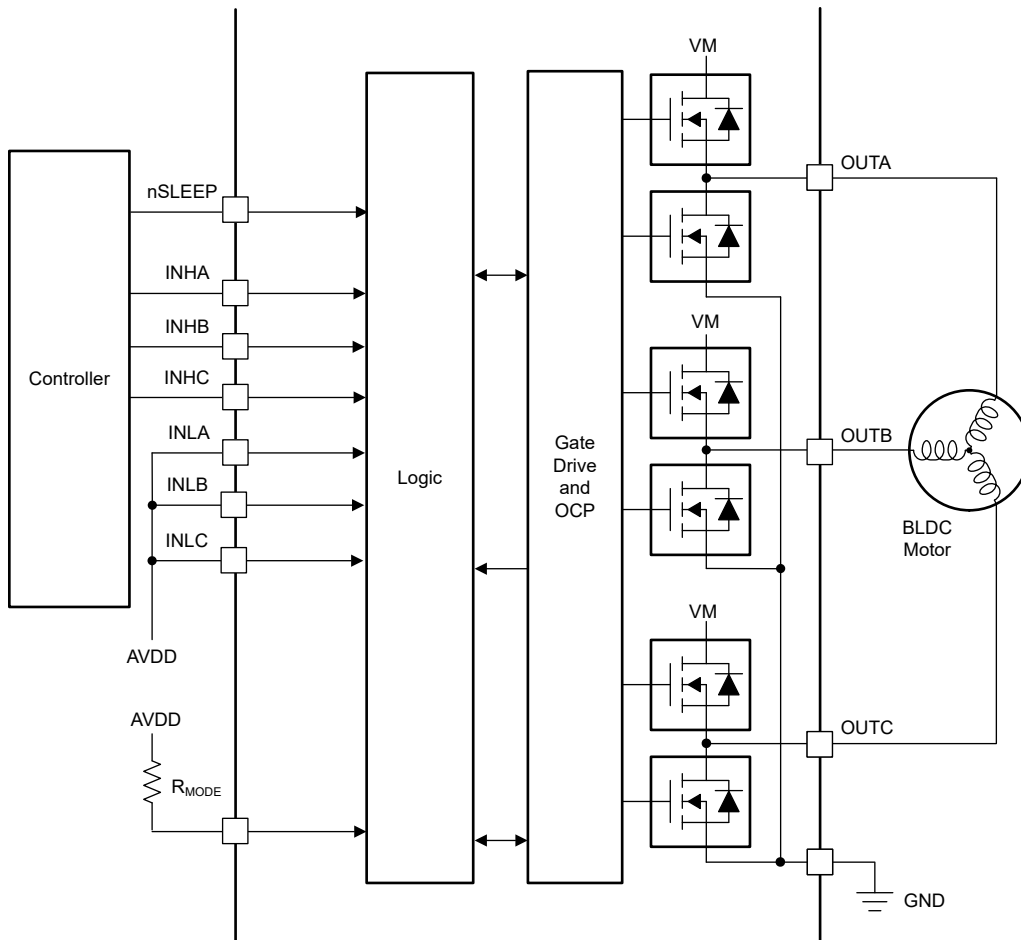 VM
OUTA
nSLEEP
INHA
INHB
INHC
INLA
INLB
INLC
Controller
Logic
Gate
Drive
and
OCP
VM
OUTB
BLDC
Motor
AVDD
VM
AVDD
RMODE
OUTC
GND